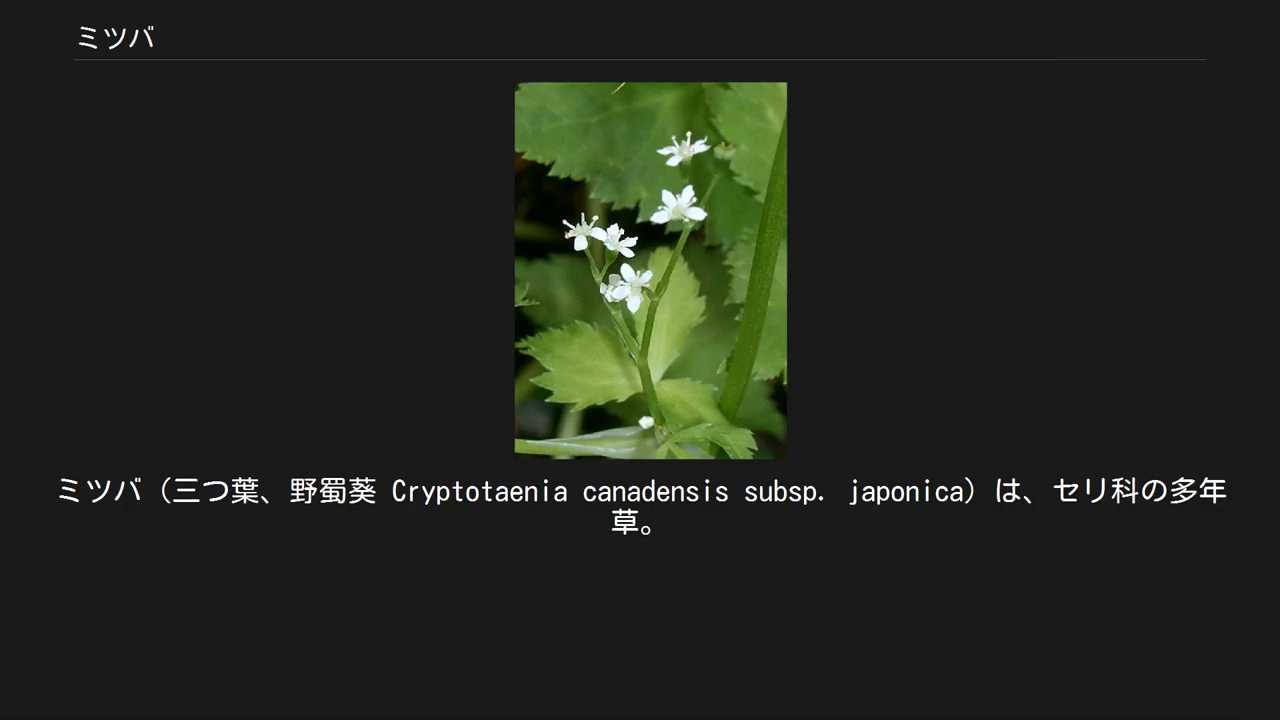 ミツバ
ミツバ（三つ葉、野蜀葵 Cryptotaenia canadensis subsp. japonica）は、セリ科の多年
草。